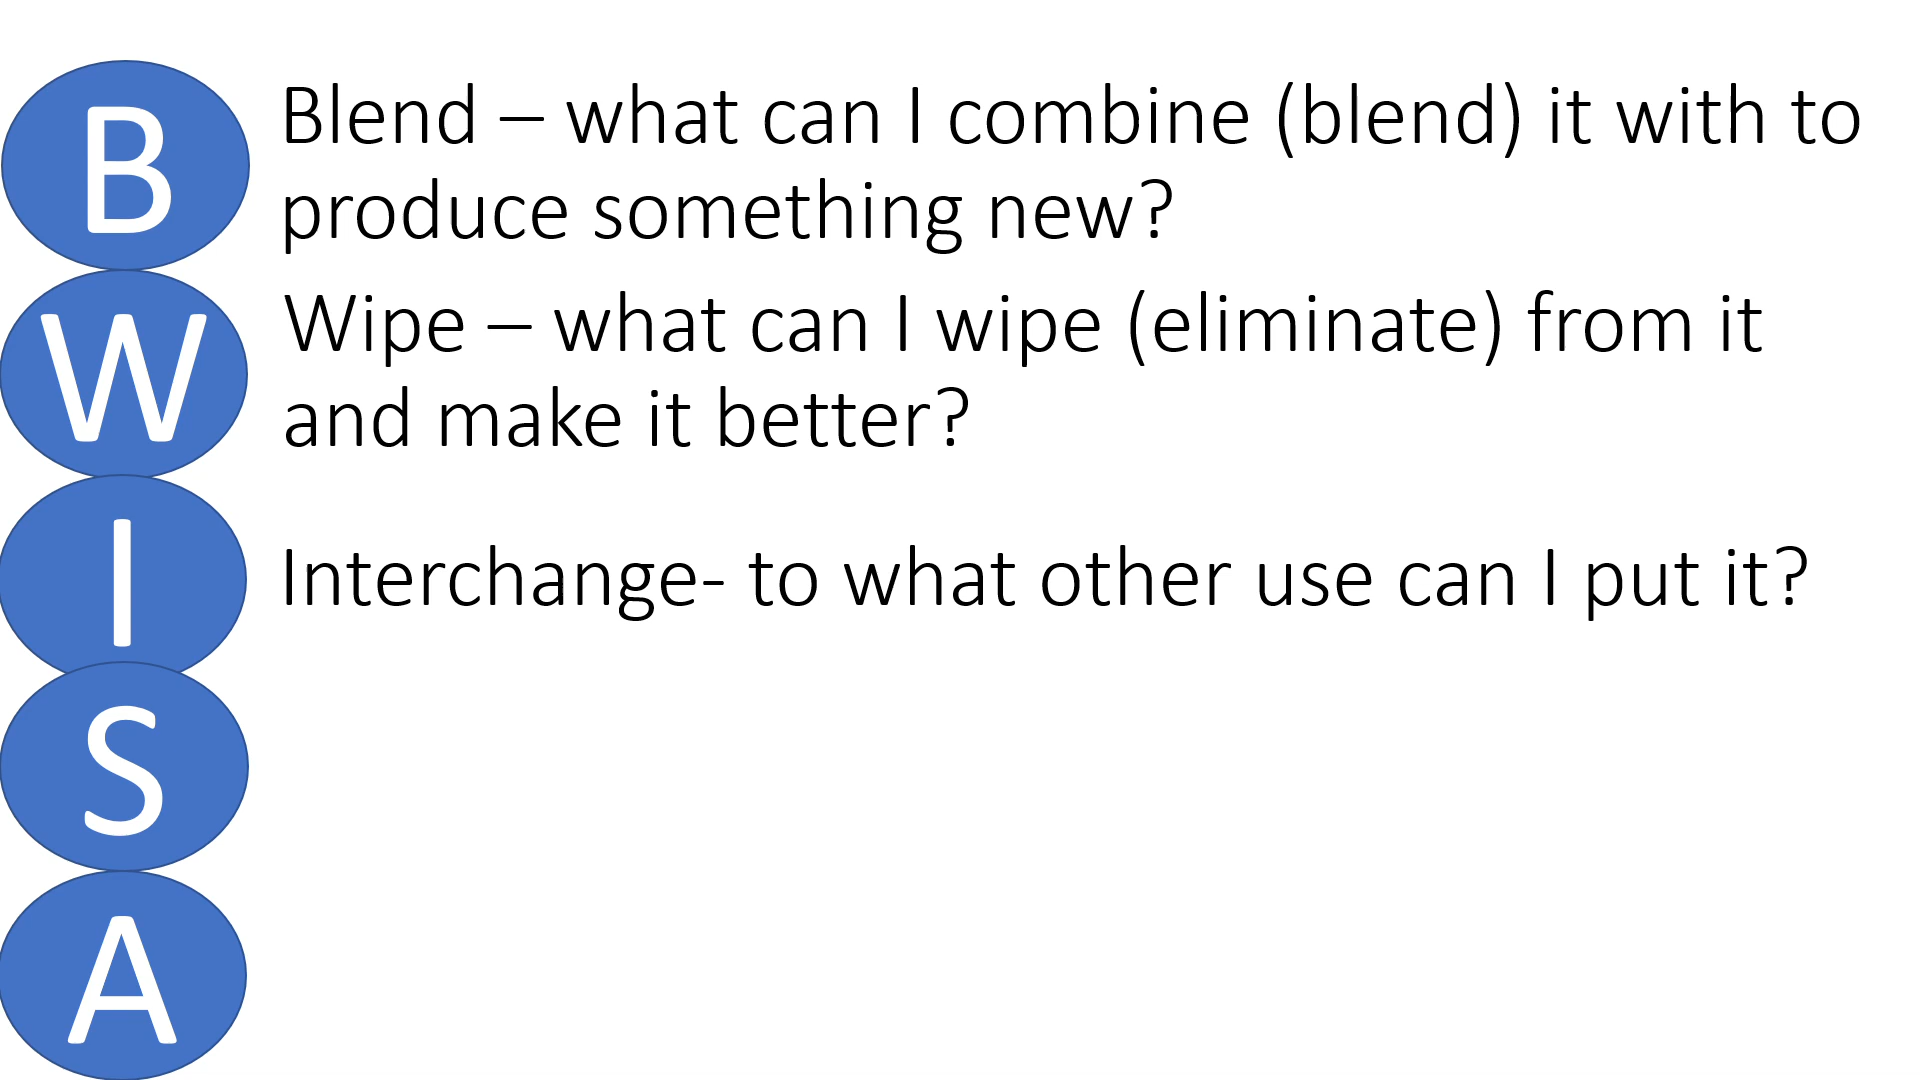 B
Blend – what can I combine (blend) it with to
produce something new?
W
Wipe – what can I wipe (eliminate) from it
and make it better?
I
Interchange- to what other use can I put it?
S
A